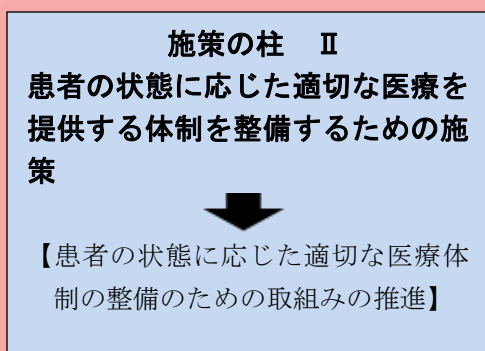 施策の柱　Ⅱ
患者の状態に応じた適切な医療を
提供する体制を整備するための施
策
【患者の状態に応じた適切な医療体
制の整備のための取組みの推進】